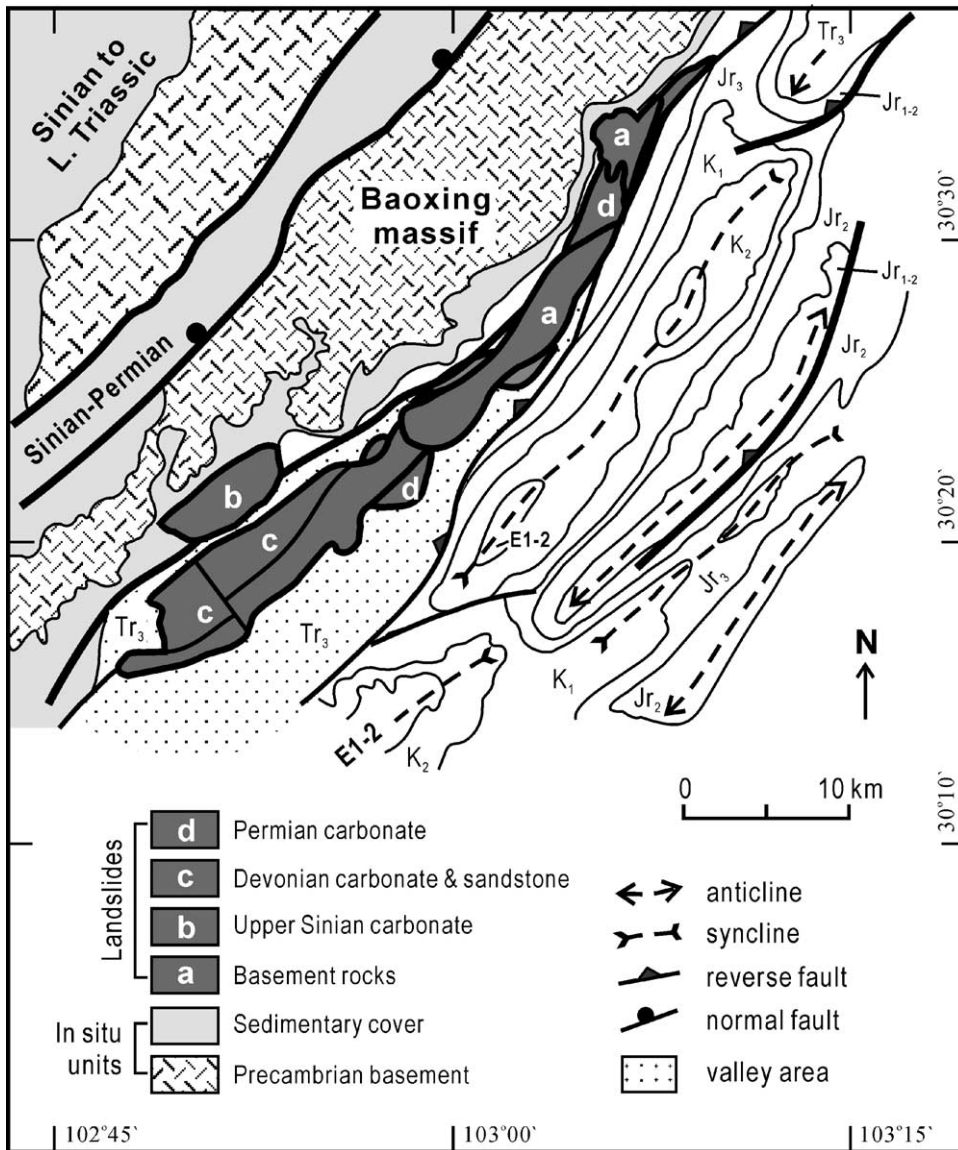 Sinian to
L. Triassic
Tr3
Jr3
Jr1-2
a
K1
30°30`
Baoxing
massif
d
K2
Jr2
Jr1-2
a
Jr2
Sinian-Permian
d
b
30°20`
c
E1-2
Jr3
c
Tr3
Tr3
N
K1
Jr2
E1-2
K2
0 10 km
30°10`
Landslides
d Permian carbonate
c Devonian carbonate & sandstone
b Upper Sinian carbonate
a Basement rocks
In situ
units
Sedimentary cover
Precambrian basement
anticline
syncline
reverse fault
normal fault
valley area
102°45`
103°00`
103°15`